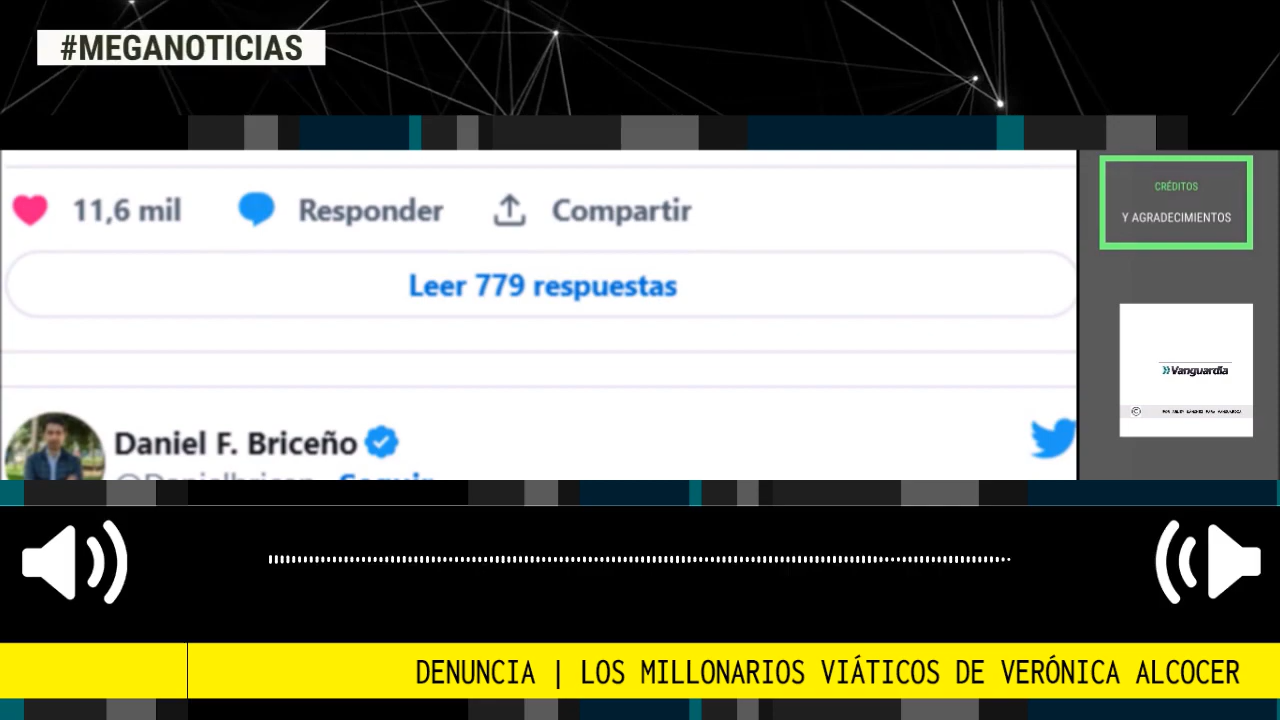 #MEGANOTICIAS
11,6 mil
Responder
Compartir
Leer 779 respuestas
Daniel F. Briceño
CRÉDITOS
Y AGRADECIMIENTOS
Vanguardia
DENUNCIA | LOS MILLONARIOS VIÁTICOS DE VERÓNICA ALCOCER